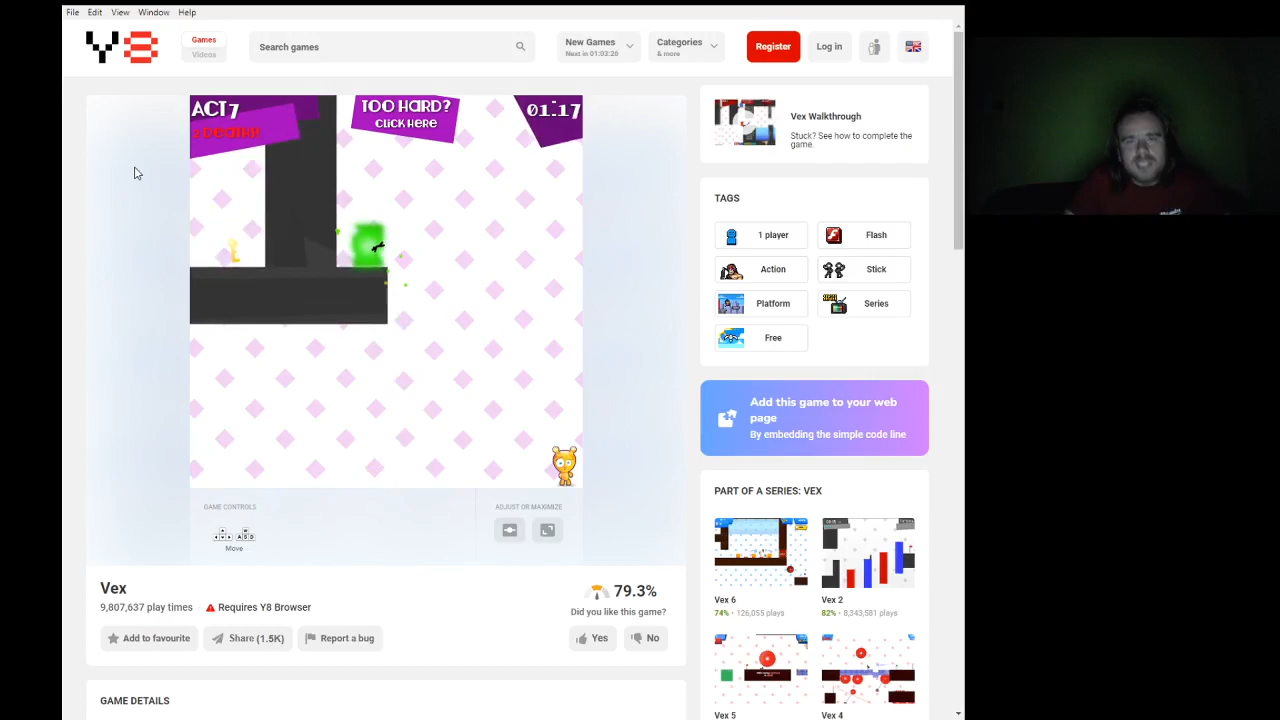 File Edit View Window Help
Y8
Games
Videos
Search games
New Games
Next in 01:03:20
Categories
& more
Register
Log in
ACT 7
TOO HARD?
CLICK HERE
01:17
Vex Walkthrough
Stuck? See how to complete the
game.
TAGS
1 player
Flash
Action
Stick
Platform
Series
Free
Add this game to your web
page
By embedding the simple code line
PART OF A SERIES: VEX
GAME CONTROLS
Move
ADJUST OR MAXIMIZE
Vex
9,807,637 play times
Requires Y8 Browser
79.3%
Did you like this game?
Add to favourite
Share (1.5K)
Report a bug
Yes
No
Vex 6
74% • 126,055 plays
Vex 2
82% • 8,343,581 plays
Vex 5
Vex 4
GAME DETAILS